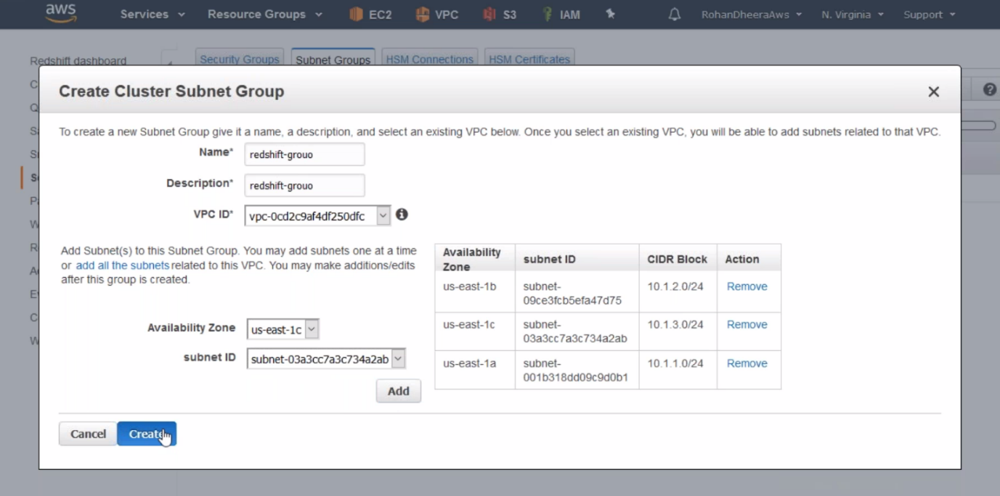 aws Services Resource Groups EC2 VPC S3 IAM RohanDheeraAws N. Virginia Support
Redshift dashboard Security Groups Subnet Groups HSM Connections HSM Certificates
Create Cluster Subnet Group
To create a new Subnet Group give it a name, a description, and select an existing VPC below. Once you select an existing VPC, you will be able to add subnets related to that VPC.
Name* redshift-grouo
Description* redshift-grouo
VPC ID* vpc-0cd2c9af4df250dfc
Add Subnet(s) to this Subnet Group. You may add subnets one at a time
or add all the subnets related to this VPC. You may make additions/edits
after this group is created.
Availability Zone us-east-1c
subnet ID subnet-03a3cc7a3c734a2ab
Add
Availability
Zone subnet ID CIDR Block Action
us-east-1b subnet-
09ce3fcb5efa47d75 10.1.2.0/24 Remove
us-east-1c subnet-
03a3cc7a3c734a2ab 10.1.3.0/24 Remove
us-east-1a subnet-
001b318dd09c9d0b1 10.1.1.0/24 Remove
Cancel Create